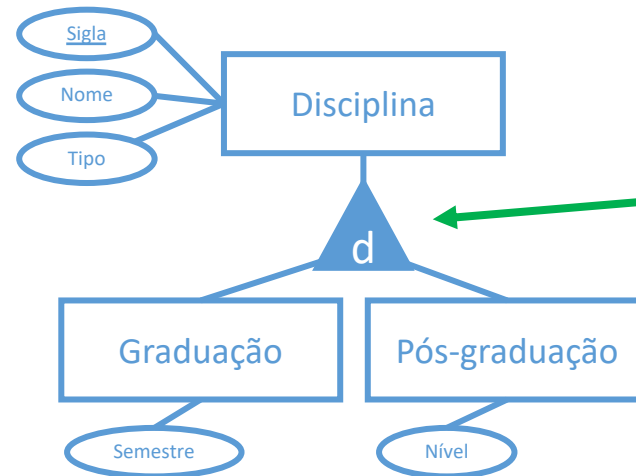 Sigla
Nome
Tipo
Disciplina
d
Graduação
Pós-graduação
Semestre
Nível